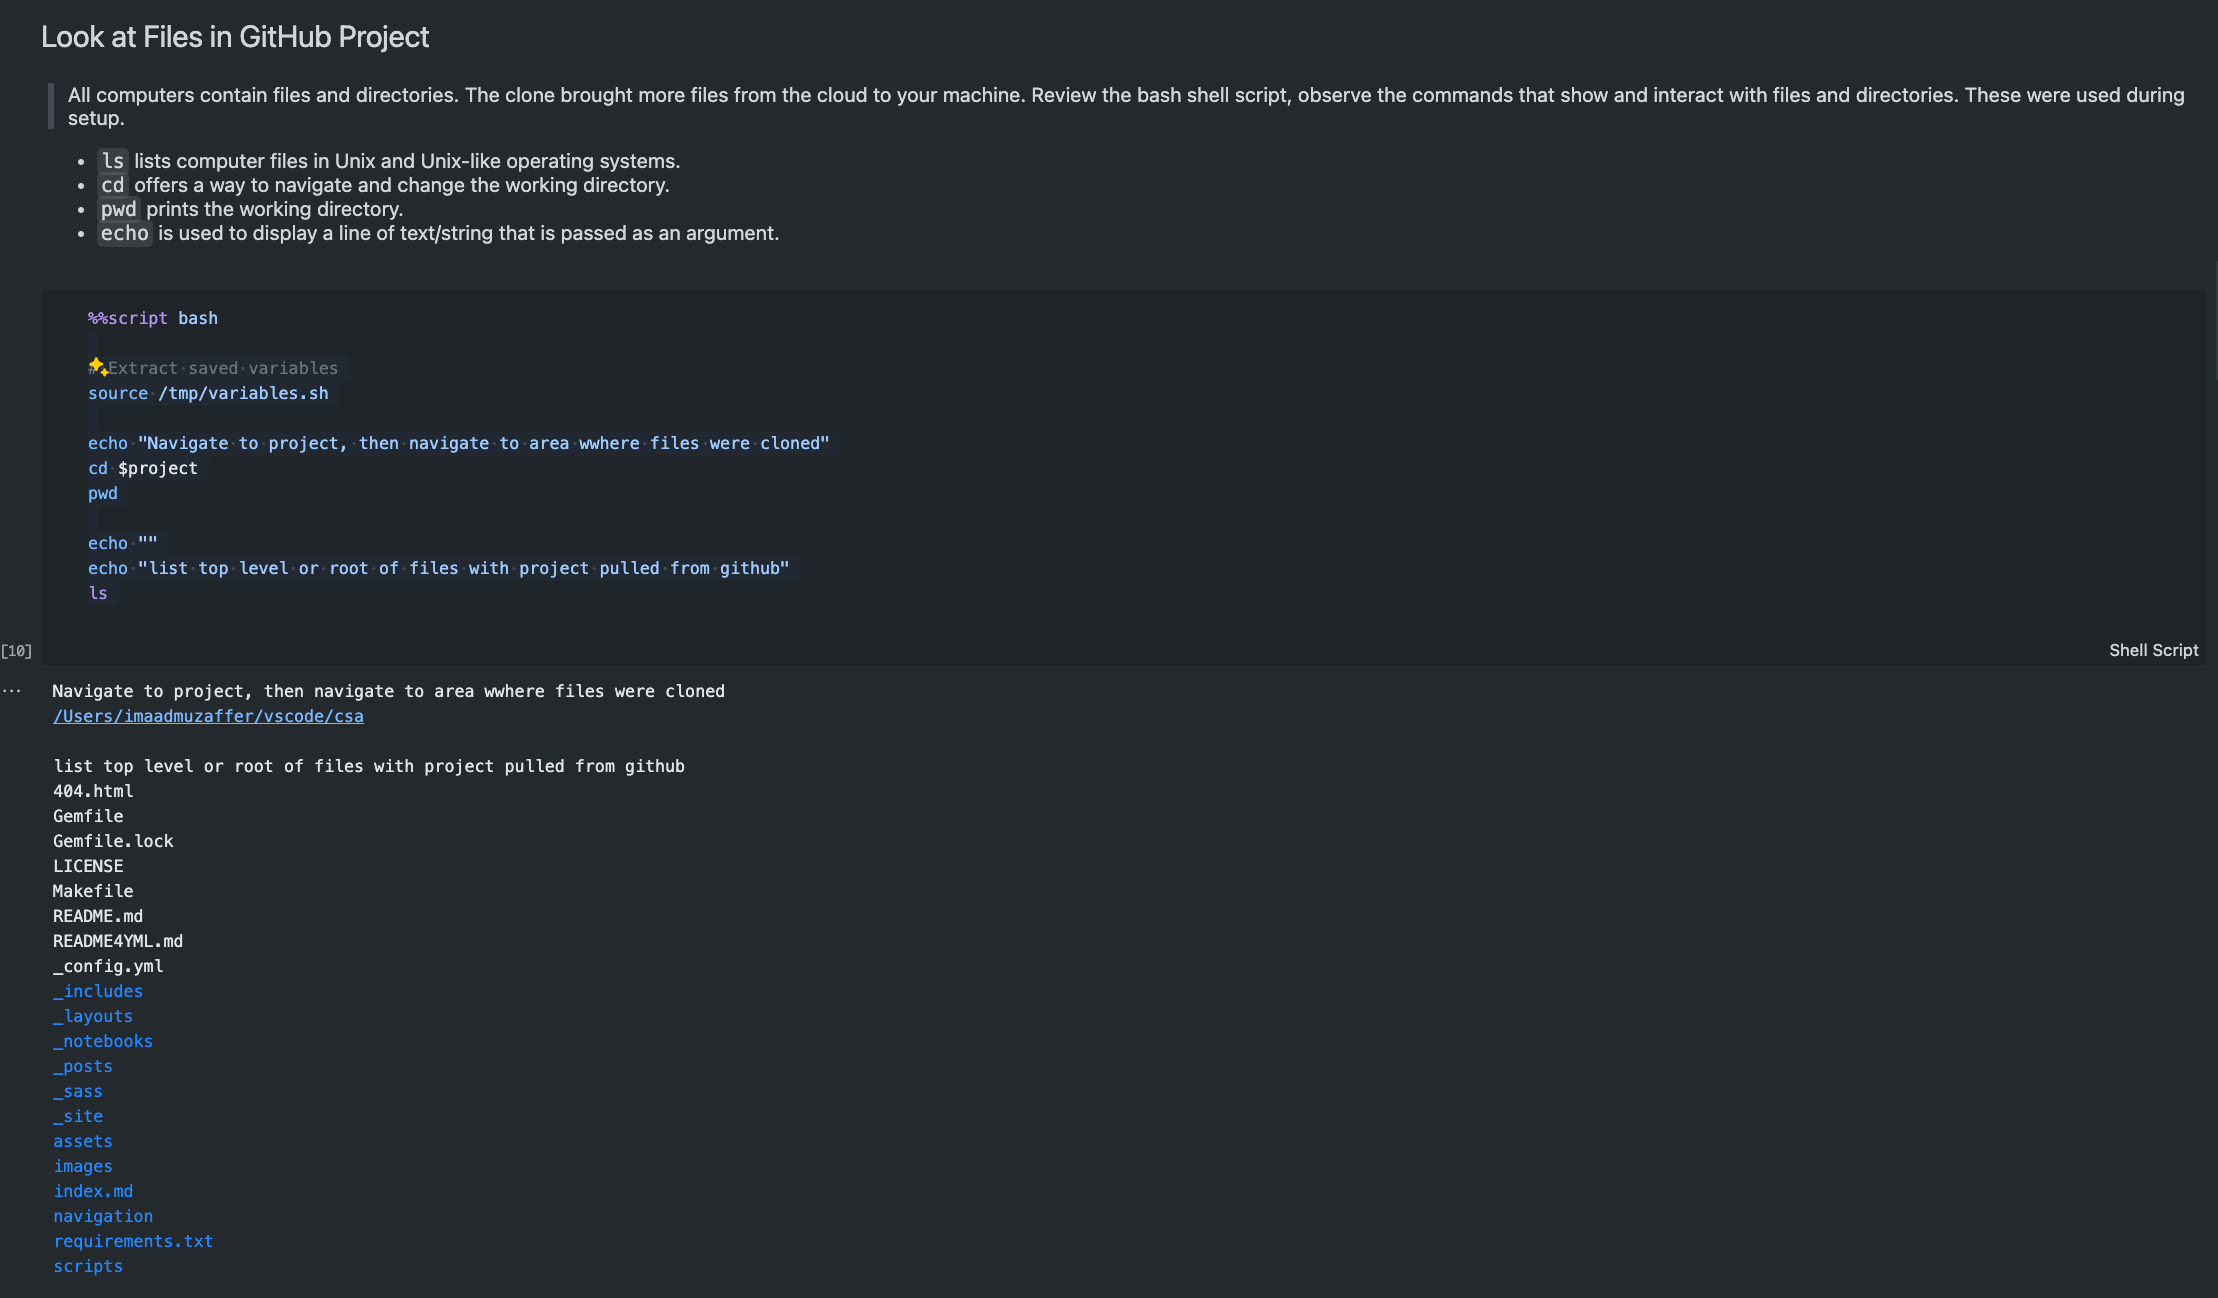 Look at Files in GitHub Project
All computers contain files and directories. The clone brought more files from the cloud to your machine. Review the bash shell script, observe the commands that show and interact with files and directories. These were used during
setup.
• ls lists computer files in Unix and Unix-like operating systems.
• cd offers a way to navigate and change the working directory.
• pwd prints the working directory.
• echo is used to display a line of text/string that is passed as an argument.
%%script bash
# Extract saved variables
source /tmp/variables.sh
echo "Navigate to project, then navigate to area wwhere files were cloned"
cd $project
pwd
echo ""
echo "list top level or root of files with project pulled from github"
ls
[10]
Shell Script
...
Navigate to project, then navigate to area wwhere files were cloned
/Users/imaadmuzaffer/vscode/csa
list top level or root of files with project pulled from github
404.html
Gemfile
Gemfile.lock
LICENSE
Makefile
README.md
README4YML.md
_config.yml
_includes
_layouts
_notebooks
_posts
_sass
_site
assets
images
index.md
navigation
requirements.txt
scripts